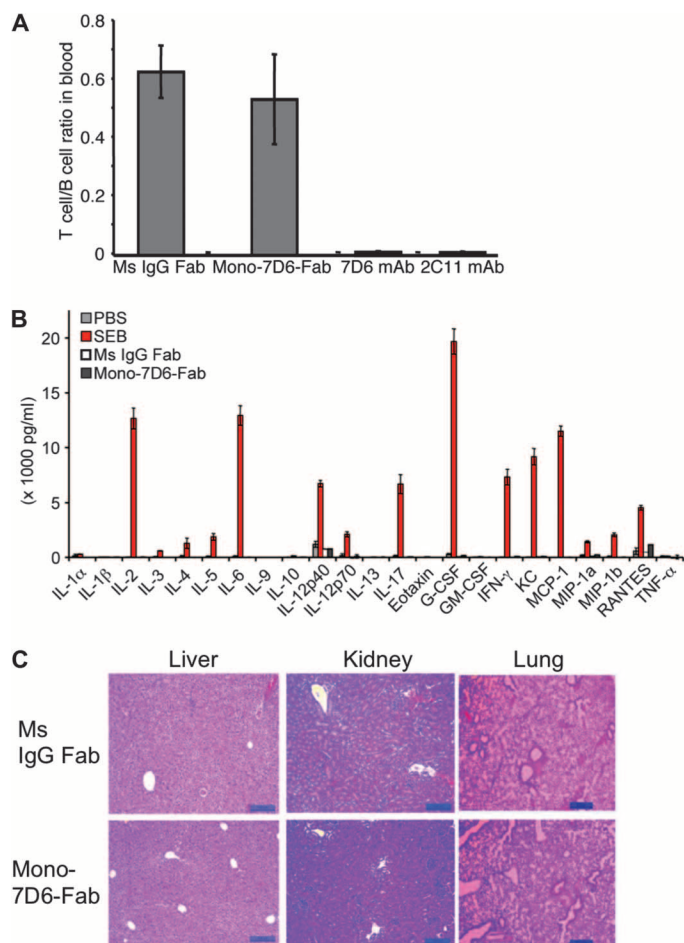 A
T cell/B cell ratio in blood
0.8
0.6
0.4
0.2
0
Ms IgG Fab Mono-7D6-Fab 7D6 mAb 2C11 mAb
B
PBS
SEB
Ms IgG Fab
Mono-7D6-Fab
(x 1000 pg/ml)
20
15
10
5
0
IL-1α
IL-1β
IL-2
IL-3
IL-4
IL-5
IL-6
IL-9
IL-10
IL-12p40
IL-12p70
IL-13
IL-17
Eotaxin
G-CSF
GM-CSF
IFN-γ
KC
MCP-1
MIP-1a
MIP-1b
RANTES
TNF-α
C
Liver Kidney Lung
Ms
IgG Fab
Mono-
7D6-Fab